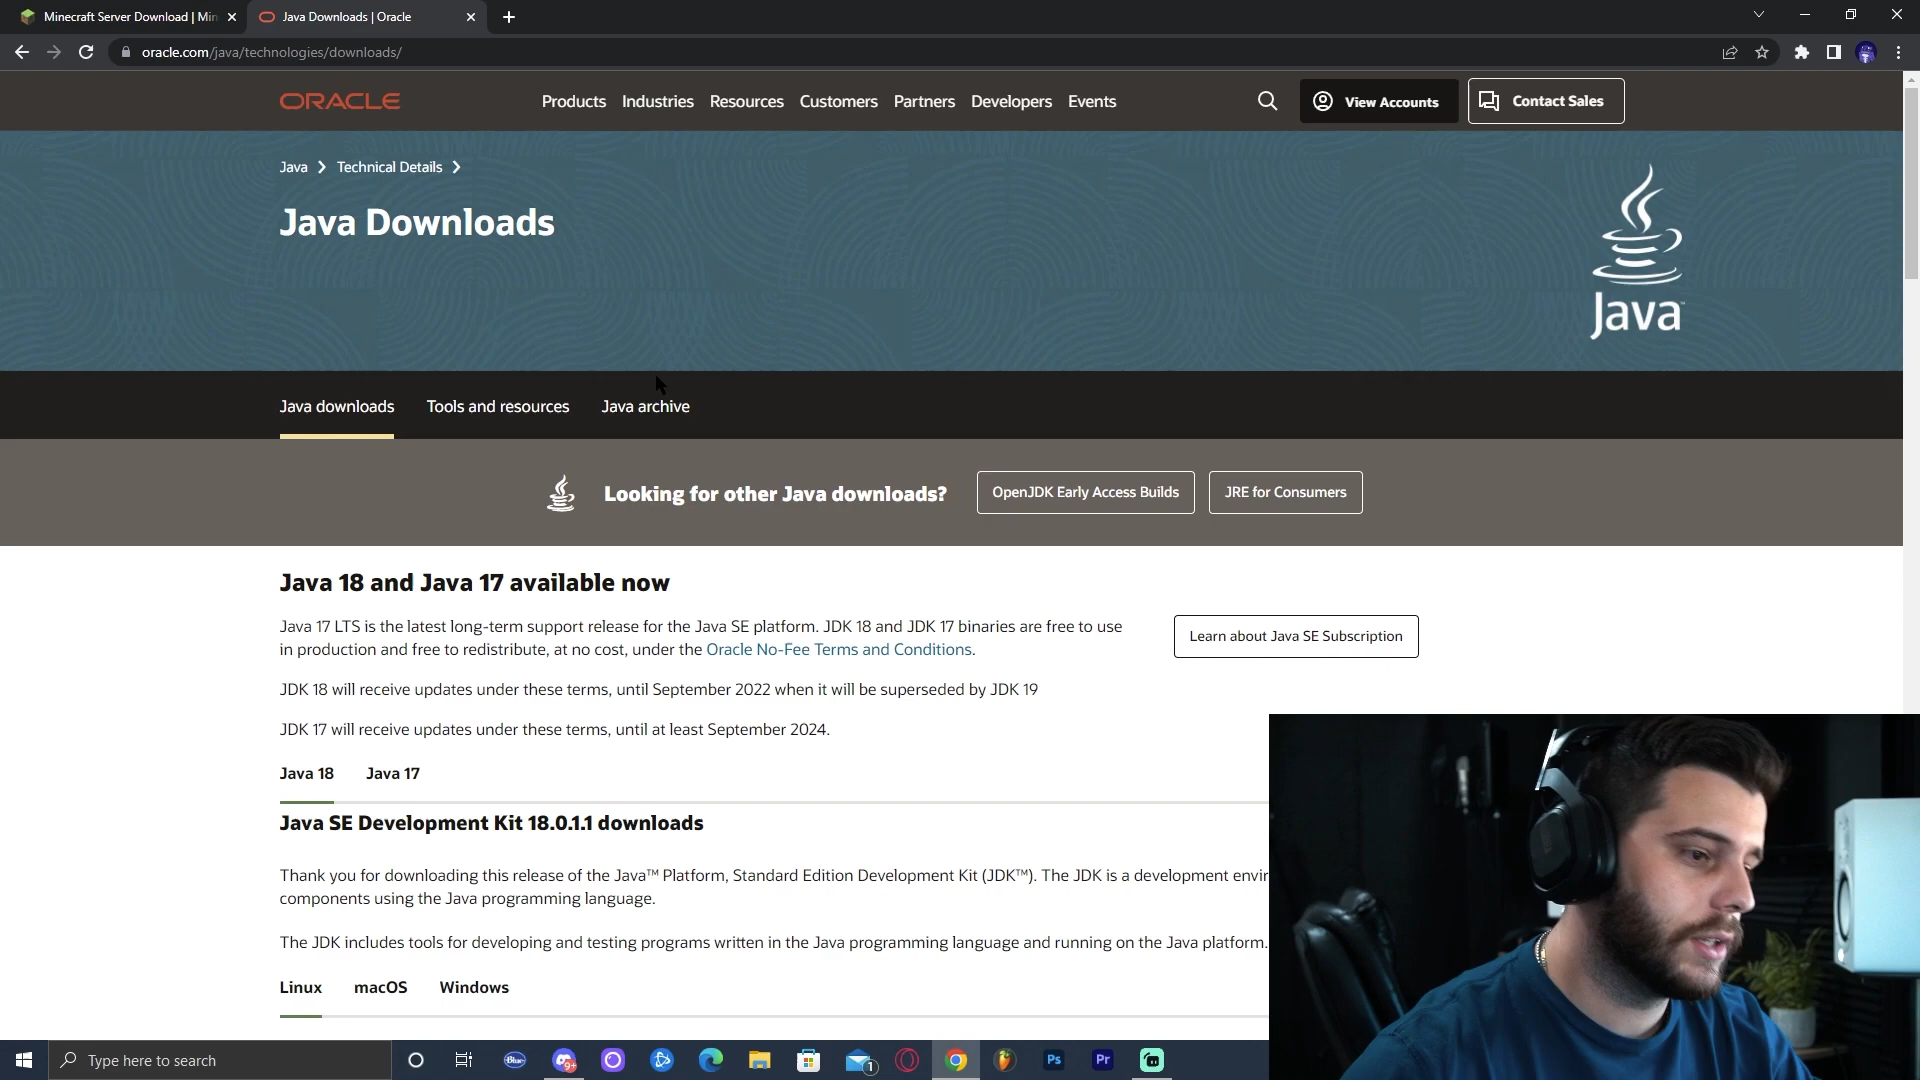 Minecraft Server Download | Min
Java Downloads | Oracle
oracle.com/java/technologies/downloads/
ORACLE
Products
Industries
Resources
Customers
Partners
Developers
Events
View Accounts
Contact Sales
Java
Technical Details
Java Downloads
Java™
Java downloads
Tools and resources
Java archive
Looking for other Java downloads?
OpenJDK Early Access Builds
JRE for Consumers
Java 18 and Java 17 available now
Java 17 LTS is the latest long-term support release for the Java SE platform. JDK 18 and JDK 17 binaries are free to use
in production and free to redistribute, at no cost, under the Oracle No-Fee Terms and Conditions.
Learn about Java SE Subscription
JDK 18 will receive updates under these terms, until September 2022 when it will be superseded by JDK 19
JDK 17 will receive updates under these terms, until at least September 2024.
Java 18
Java 17
Java SE Development Kit 18.0.1.1 downloads
Thank you for downloading this release of the Java™ Platform, Standard Edition Development Kit (JDK™). The JDK is a development envir
components using the Java programming language.
The JDK includes tools for developing and testing programs written in the Java programming language and running on the Java platform.
Linux
macOS
Windows
Type here to search
Blue
9+
1
Ps
Pr